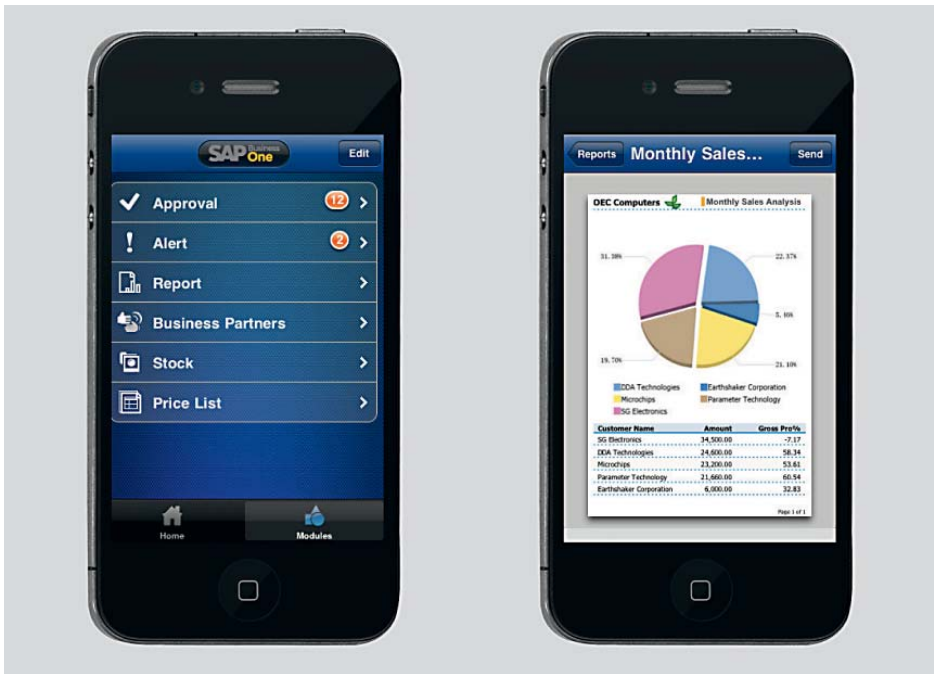 SAP Business One
Edit
Approval 12
Alert 2
Report
Business Partners
Stock
Price List
Home
Modules
Reports
Monthly Sales...
Send
OEC Computers
Monthly Sales Analysis
31.38%
22.37%
5.46%
19.70%
21.10%
DDA Technologies
Earthshaker Corporation
Microchips
Parameter Technology
SG Electronics
Customer Name Amount Gross Pro%
SG Electronics 34,500.00 -7.17
DDA Technologies 24,600.00 58.34
Microchips 23,200.00 53.61
Parameter Technology 21,660.00 60.54
Earthshaker Corporation 6,000.00 32.83
Page 1 of 1